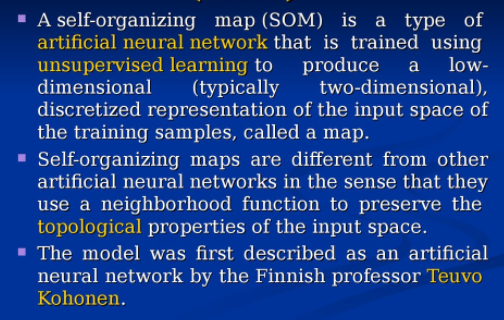 A self-organizing map (SOM) is a type of
artificial neural network that is trained using
unsupervised learning to produce a low-
dimensional (typically two-dimensional),
discretized representation of the input space of
the training samples, called a map.
Self-organizing maps are different from other
artificial neural networks in the sense that they
use a neighborhood function to preserve the
topological properties of the input space.
The model was first described as an artificial
neural network by the Finnish professor Teuvo
Kohonen.